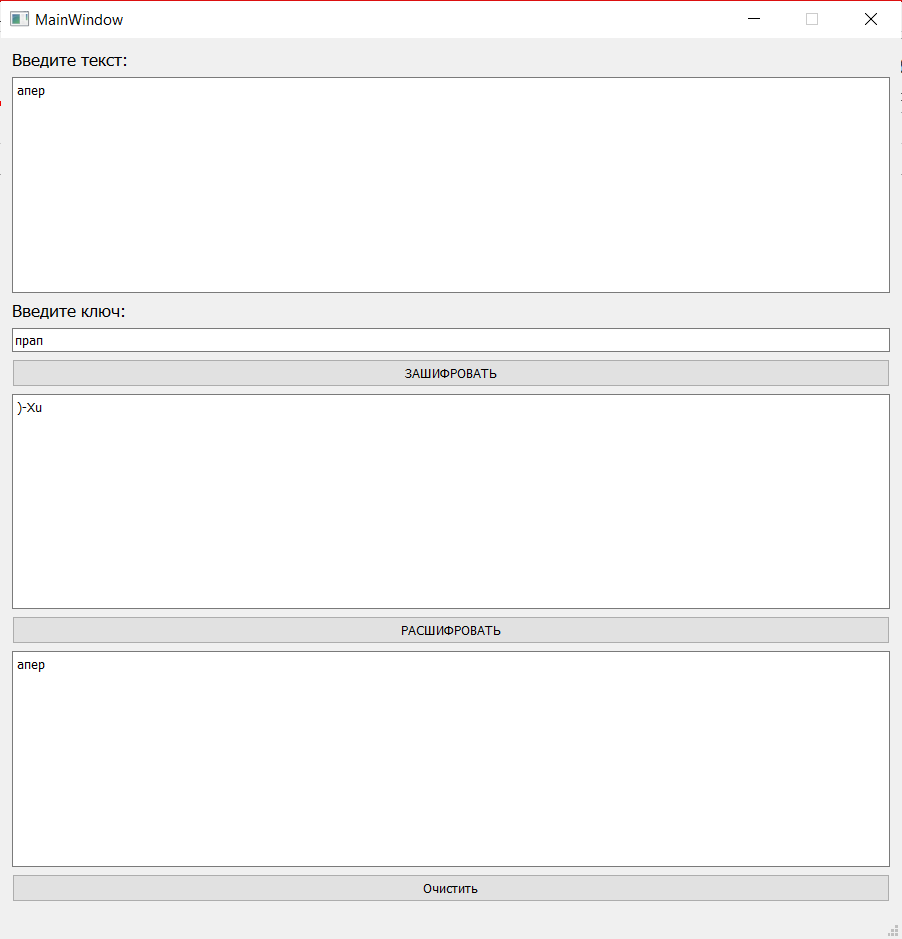 MainWindow
Введите текст:
апер
Введите ключ:
прап
ЗАШИФРОВАТЬ
)-Xu
РАСШИФРОВАТЬ
апер
Очистить